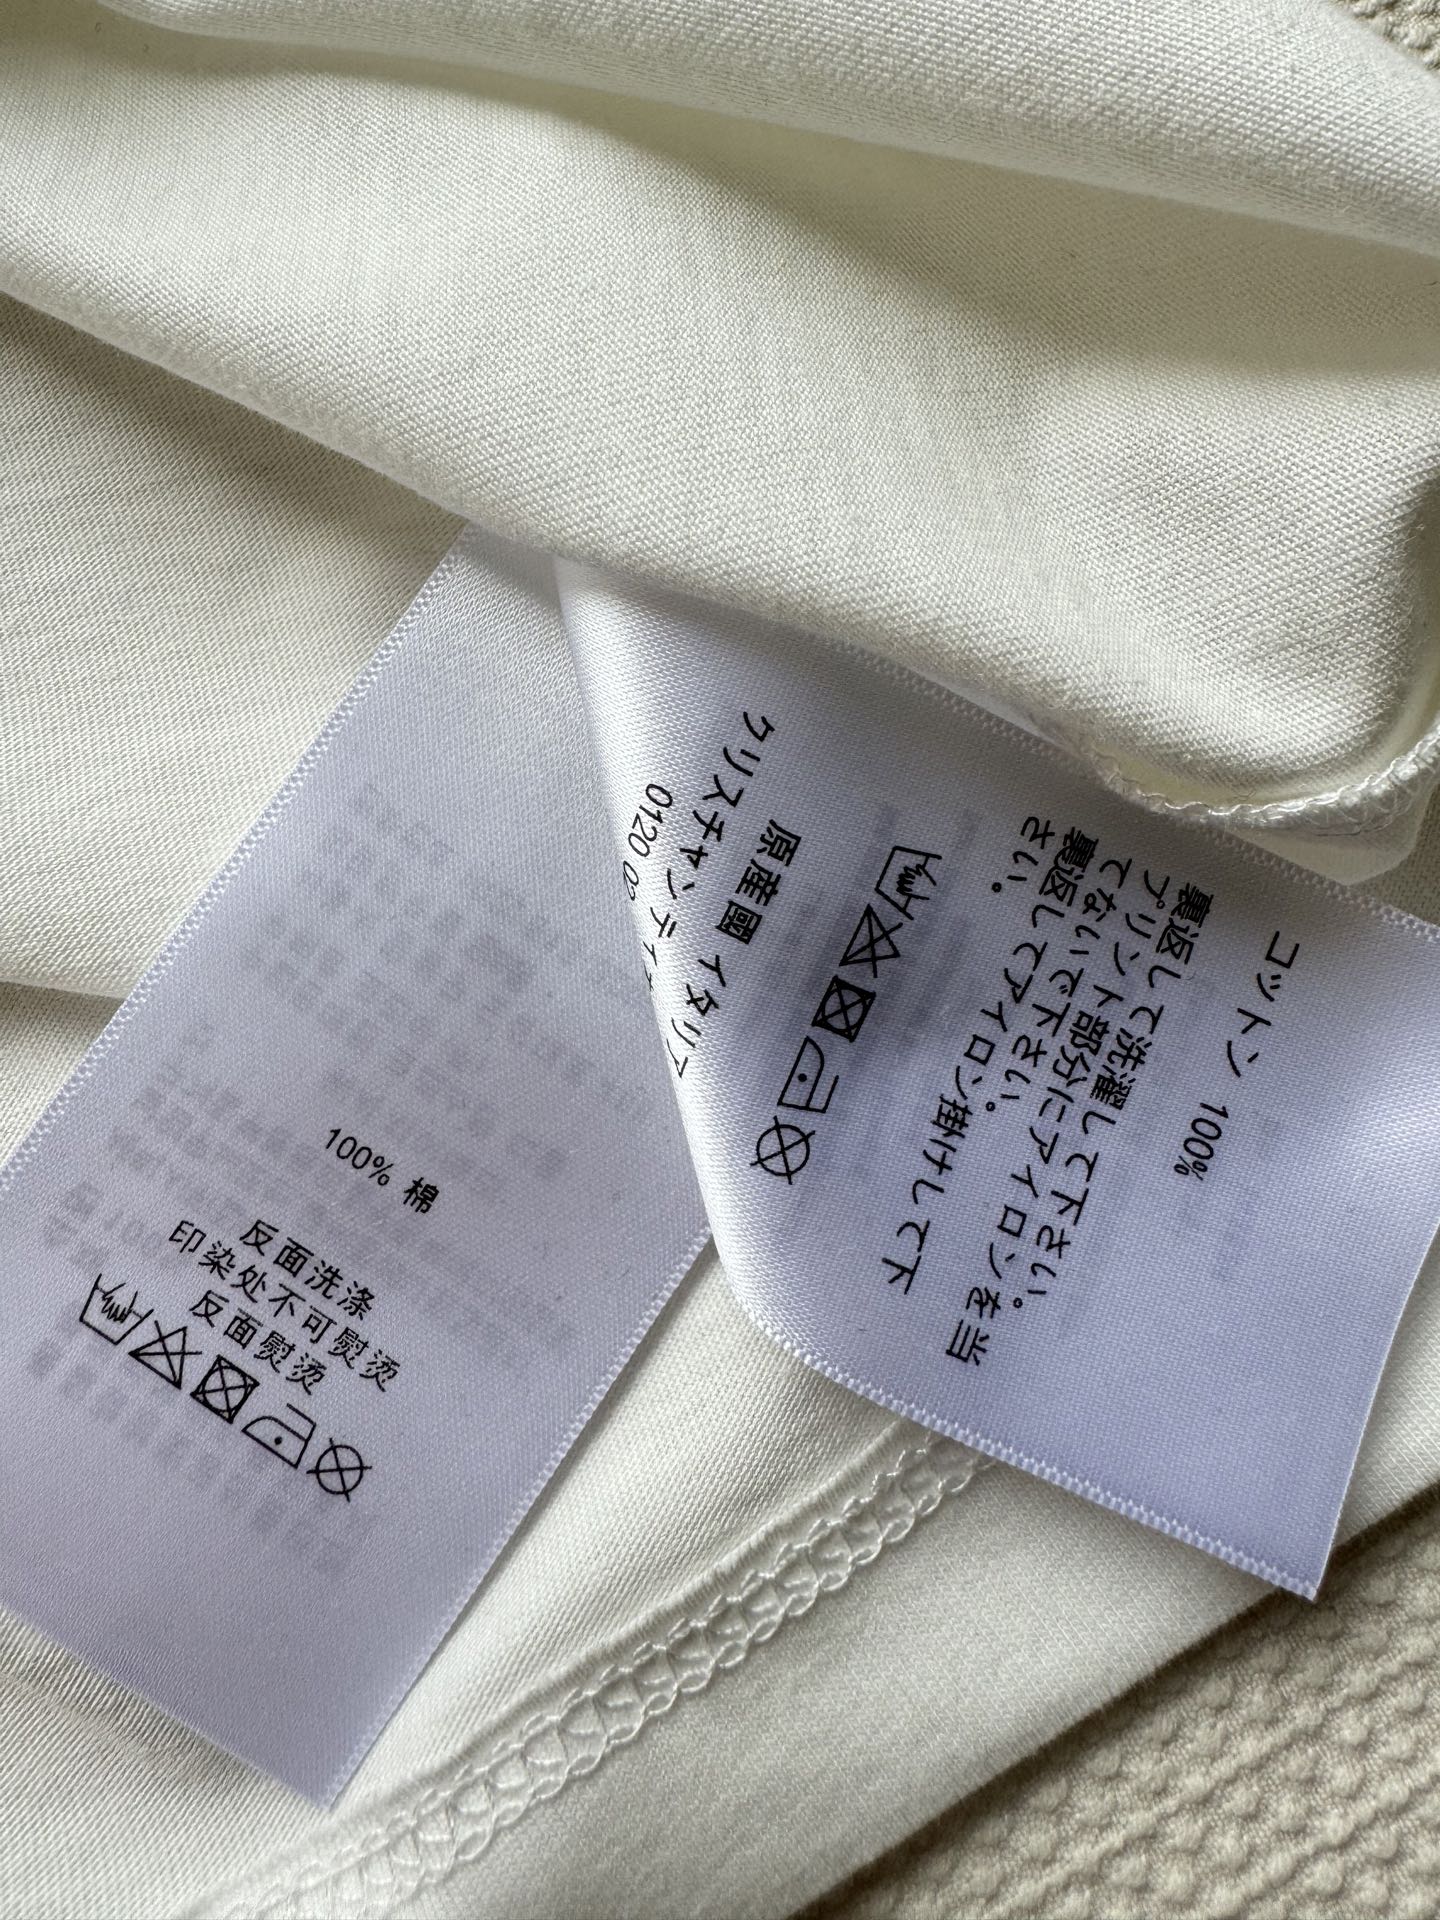 100% 棉
反面洗涤
印染处不可熨烫
反面熨烫
コットン 100%
裏返して洗濯して下さい。
プリント部分にアイロンを当
てないで下さい。
裏返してアイロン掛けして下
さい。
原産國 イタリア
クリスチャンディオ
0120 02